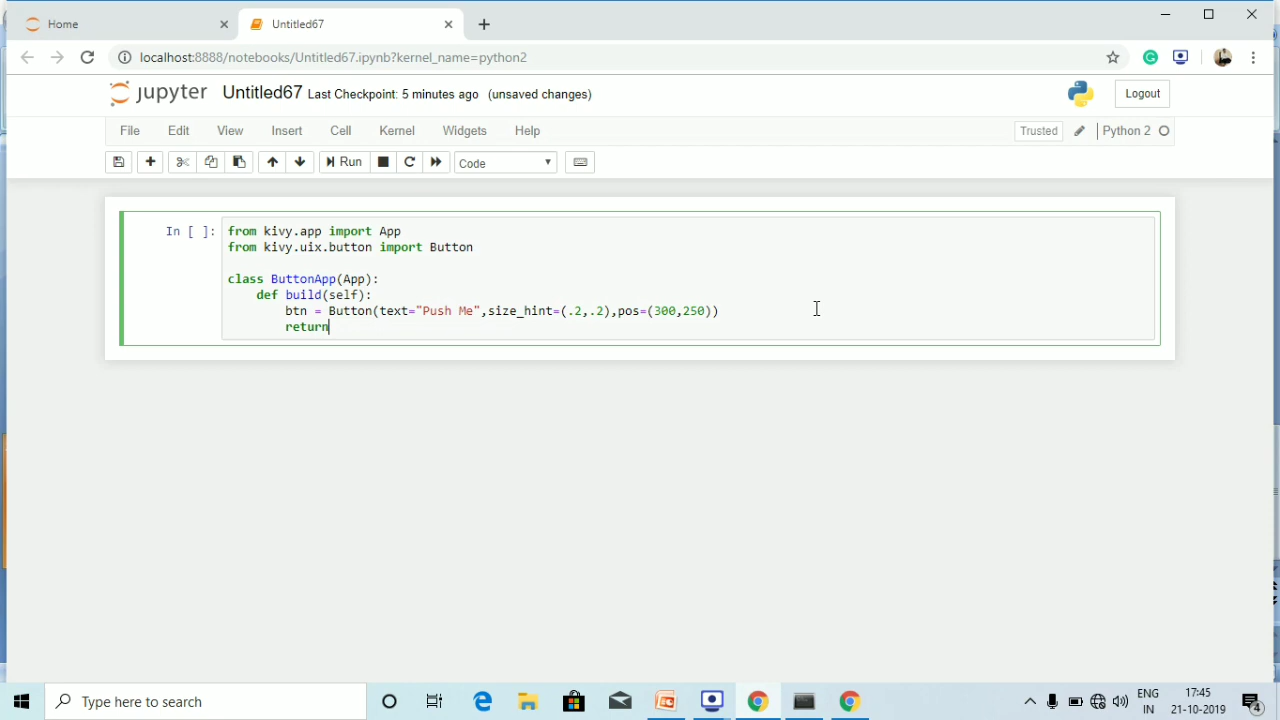 Home
Untitled67
localhost:8888/notebooks/Untitled67.ipynb?kernel_name=python2
jupyter Untitled67 Last Checkpoint: 5 minutes ago (unsaved changes)
Logout
File Edit View Insert Cell Kernel Widgets Help
Trusted
Python 2
Run
Code
In [ ]:
from kivy.app import App
from kivy.uix.button import Button
class ButtonApp(App):
def build(self):
btn = Button(text="Push Me",size_hint=(.2,.2),pos=(300,250))
return
Type here to search
ENG
IN
17:45
21-10-2019
4